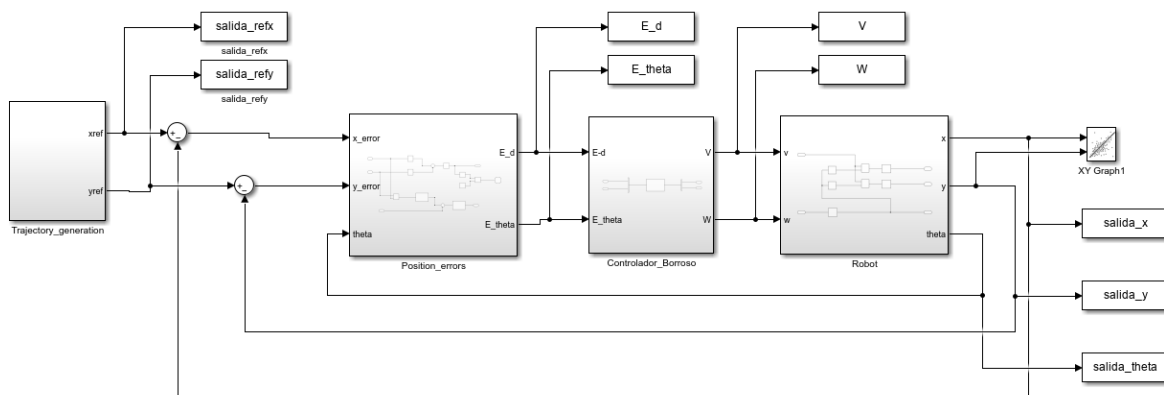 salida_refx
salida_refx
salida_refy
salida_refy
xref
yref
Trajectory_generation
+
_
+
_
x_error
y_error
theta
E_d
E_theta
Position_errors
E_d
E_theta
E-d
E_theta
V
W
Controlador_Borroso
V
W
v
w
x
y
theta
Robot
XY Graph1
salida_x
salida_y
salida_theta